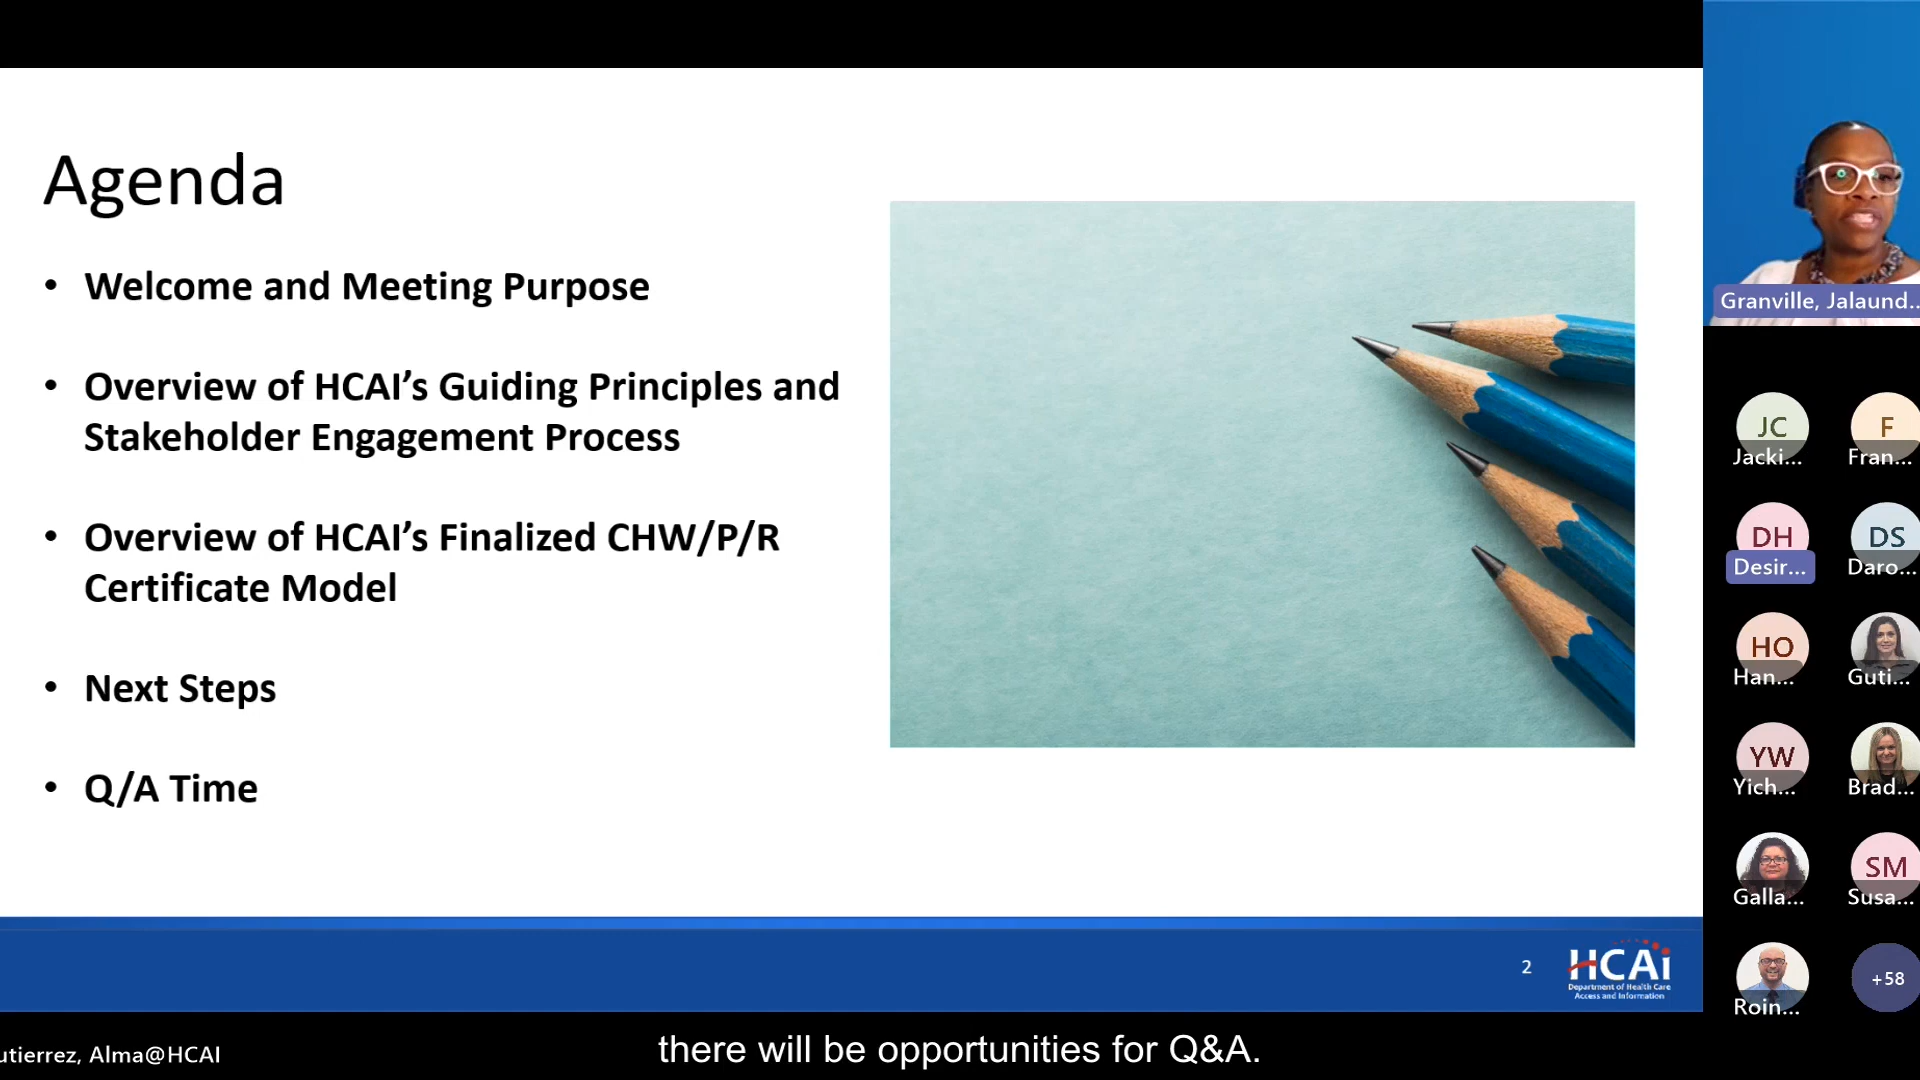 Agenda
• Welcome and Meeting Purpose
• Overview of HCAI’s Guiding Principles and
Stakeholder Engagement Process
• Overview of HCAI’s Finalized CHW/P/R
Certificate Model
• Next Steps
• Q/A Time
2
HCAi
Department of Health Care
Access and Information
Granville, Jalaund...
JC
Jacki...
F
Fran...
DH
Desir...
DS
Daro...
HO
Han...
Guti...
YW
Yich...
Brad...
Galla...
SM
Susa...
Roin...
+58
utierrez, Alma@HCAI
there will be opportunities for Q&A.